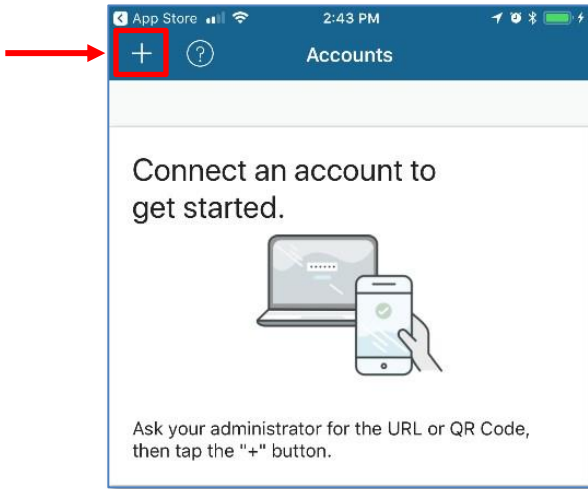 App Store 2:43 PM
+ ? Accounts
Connect an account to
get started.
Ask your administrator for the URL or QR Code,
then tap the "+" button.